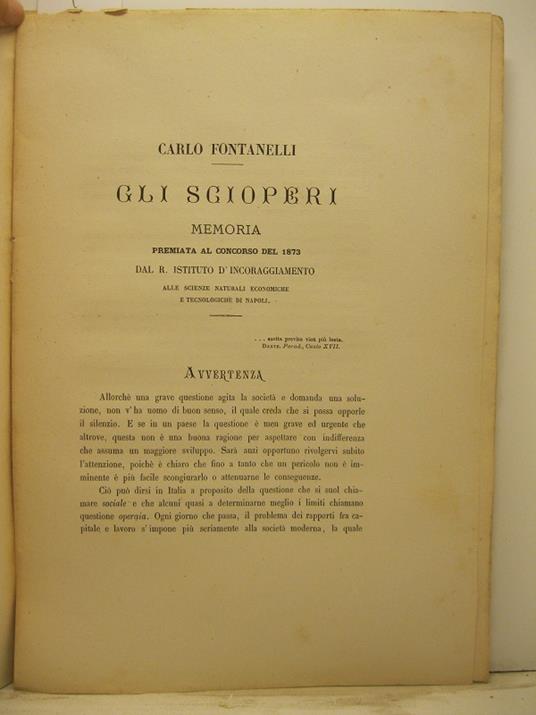 CARLO FONTANELLI
GLI SCIOPERI
MEMORIA
PREMIATA AL CONCORSO DEL 1873
DAL R. ISTITUTO D'INCORAGGIAMENTO
ALLE SCIENZE NATURALI ECONOMICHE
E TECNOLOGICHE DI NAPOLI.
. . . saetta previsa vien più lenta.
DANTE, Parad., Canto XVII.
AVVERTENZA
Allorchè una grave questione agita la società e domanda una solu-
zione, non v'ha uomo di buon senso, il quale creda che si possa opporle
il silenzio. E se in un paese la questione è men grave ed urgente che
altrove, questa non è una buona ragione per aspettare con indifferenza
che assuma un maggiore sviluppo. Sarà anzi opportuno rivolgervi subito
l'attenzione, poichè è chiaro che fino a tanto che un pericolo non è im-
minente è più facile scongiurarlo o attenuarne le conseguenze.
Ciò può dirsi in Italia a proposito della questione che si suol chia-
mare sociale e che alcuni quasi a determinarne meglio i limiti chiamano
questione operaia. Ogni giorno che passa, il problema dei rapporti fra ca-
pitale e lavoro s'impone più seriamente alla società moderna, la quale